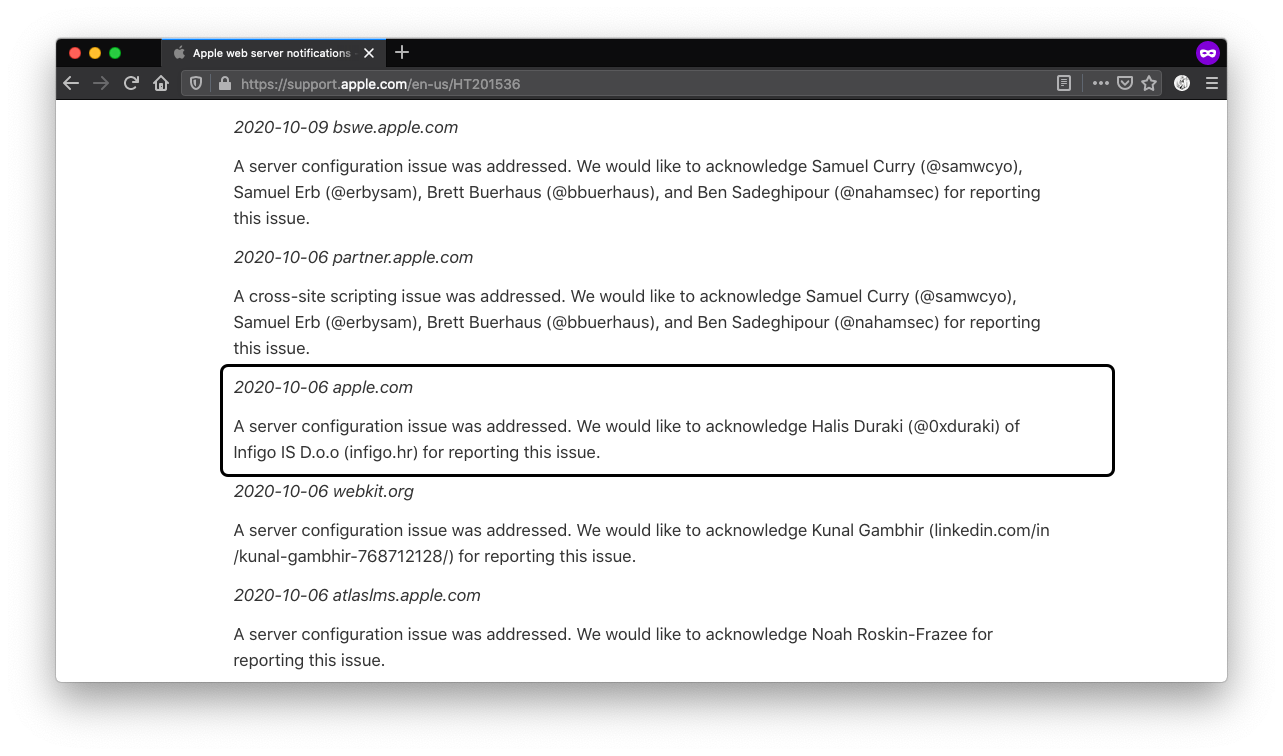 Apple web server notifications -
https://support.apple.com/en-us/HT201536
2020-10-09 bswe.apple.com
A server configuration issue was addressed. We would like to acknowledge Samuel Curry (@samwcyo),
Samuel Erb (@erbysam), Brett Buerhaus (@bbuerhaus), and Ben Sadeghipour (@nahamsec) for reporting
this issue.
2020-10-06 partner.apple.com
A cross-site scripting issue was addressed. We would like to acknowledge Samuel Curry (@samwcyo),
Samuel Erb (@erbysam), Brett Buerhaus (@bbuerhaus), and Ben Sadeghipour (@nahamsec) for reporting
this issue.
2020-10-06 apple.com
A server configuration issue was addressed. We would like to acknowledge Halis Duraki (@0xduraki) of
Infigo IS D.o.o (infigo.hr) for reporting this issue.
2020-10-06 webkit.org
A server configuration issue was addressed. We would like to acknowledge Kunal Gambhir (linkedin.com/in
/kunal-gambhir-768712128/) for reporting this issue.
2020-10-06 atlaslms.apple.com
A server configuration issue was addressed. We would like to acknowledge Noah Roskin-Frazee for
reporting this issue.